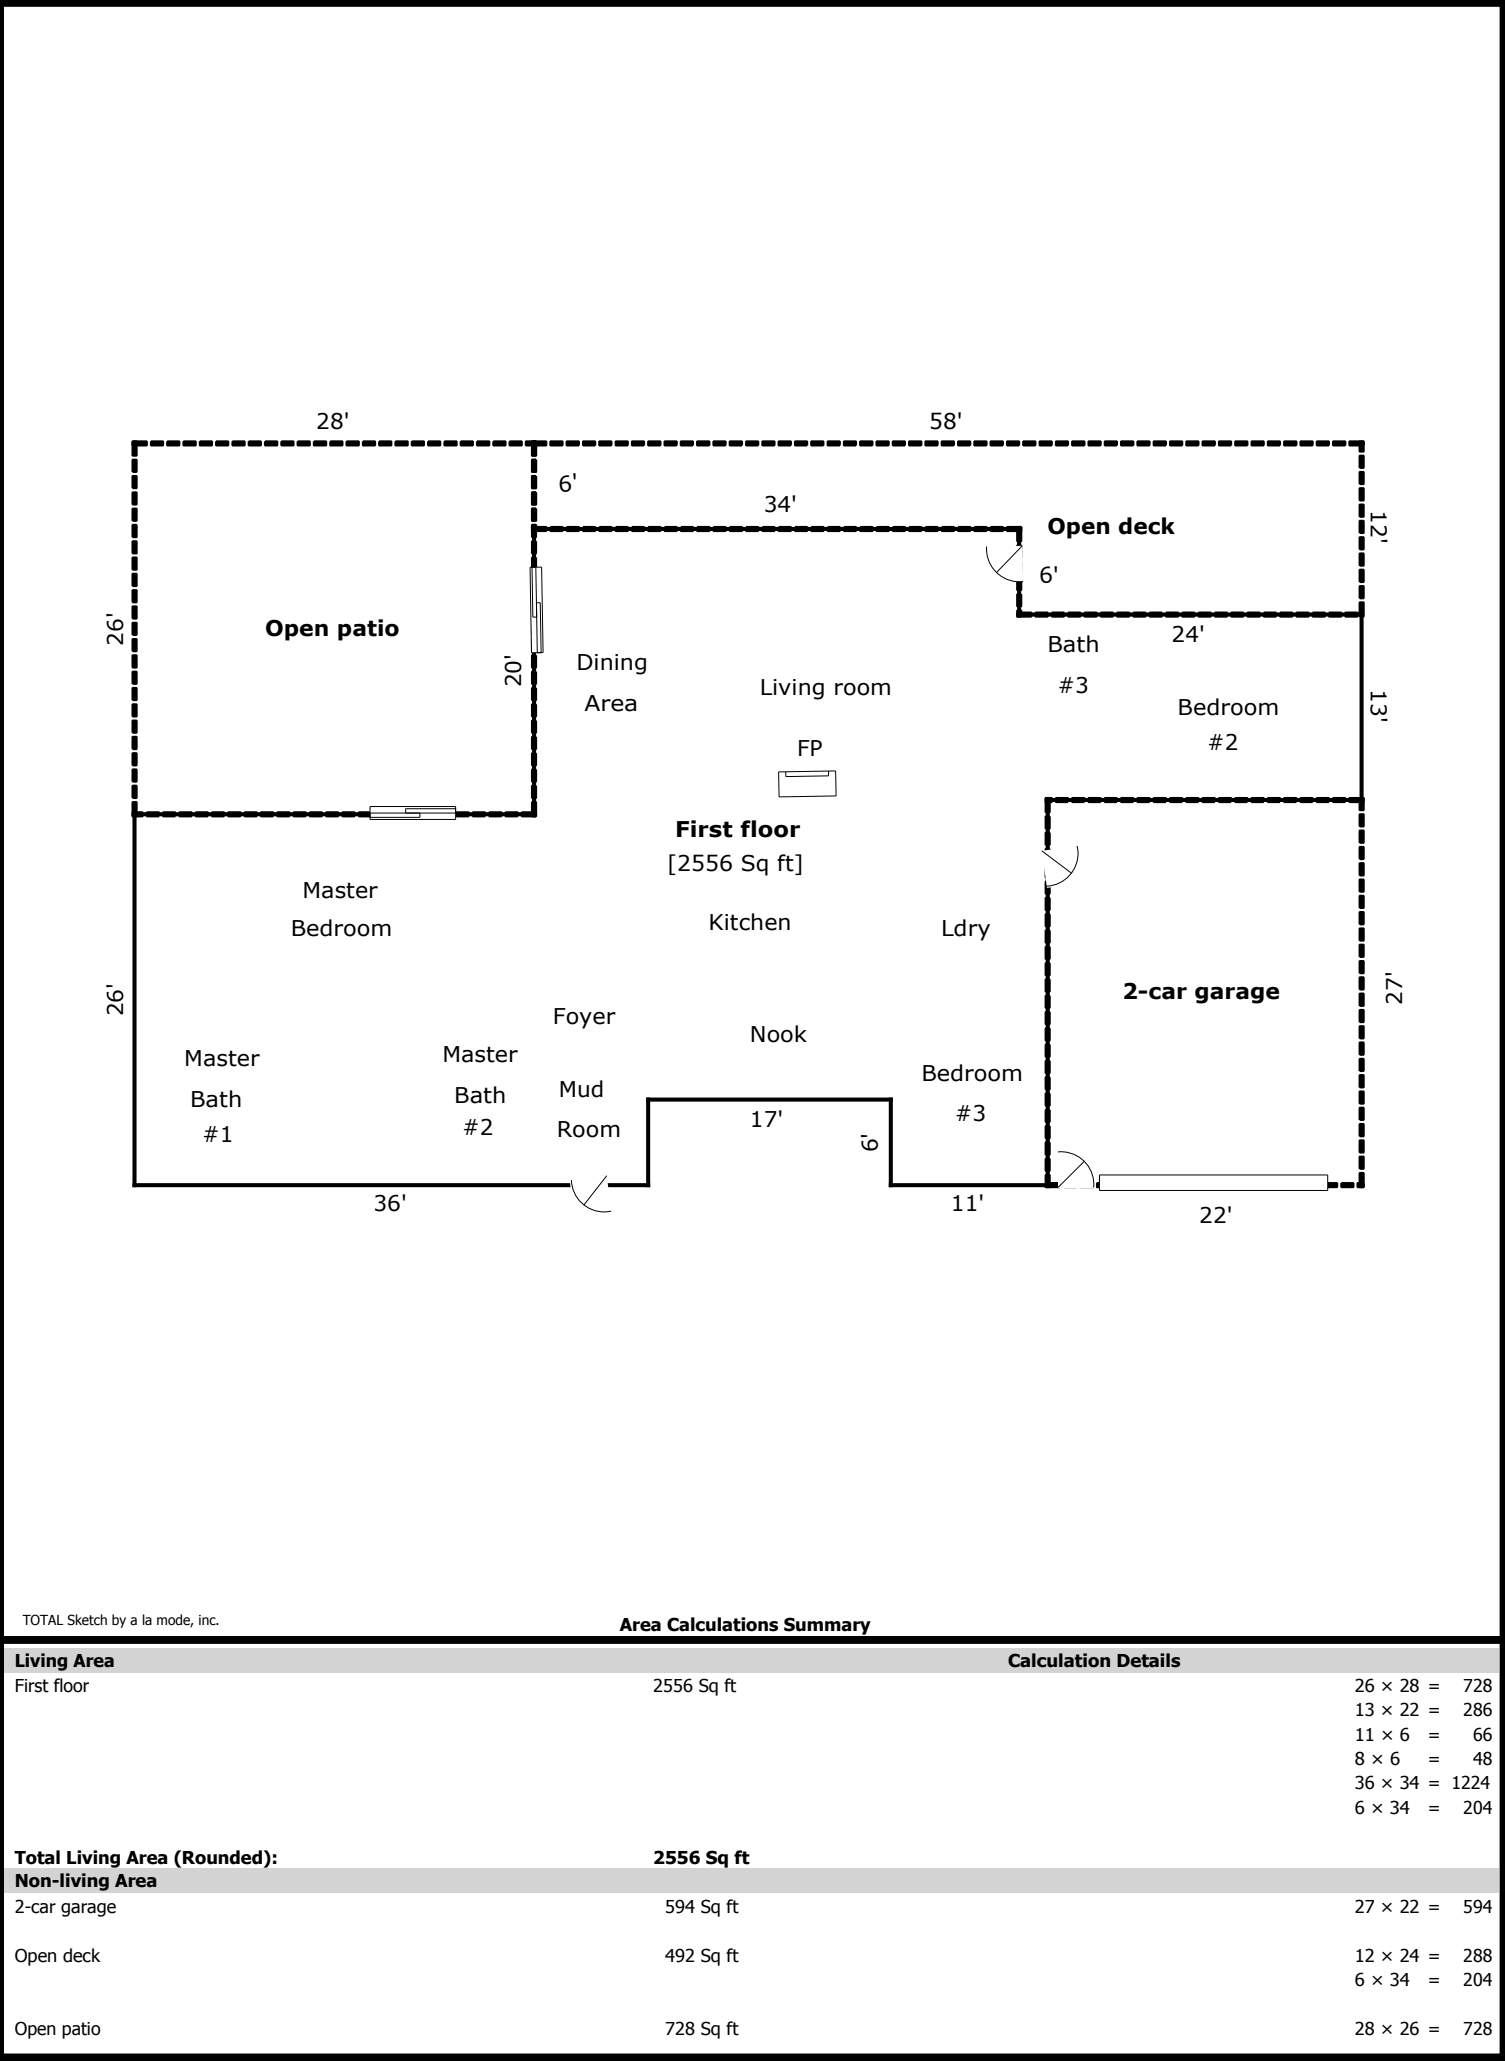 28'
58'
6'
34'
12'
Open deck
6'
26'
Open patio
20'
24'
Bath
#3
Dining
Area
Living room
13'
Bedroom
#2
FP
First floor
[2556 Sq ft]
Master
Bedroom
Kitchen
Ldry
2-car garage
27'
26'
Foyer
Nook
Master
Bath
#1
Master
Bath
#2
Mud
Room
Bedroom
#3
17'
6'
36'
11'
22'
TOTAL Sketch by a la mode, inc.
Area Calculations Summary
Living Area Calculation Details
First floor 2556 Sq ft 26 × 28 = 728
13 × 22 = 286
11 × 6 = 66
8 × 6 = 48
36 × 34 = 1224
6 × 34 = 204
Total Living Area (Rounded): 2556 Sq ft
Non-living Area
2-car garage 594 Sq ft 27 × 22 = 594
Open deck 492 Sq ft 12 × 24 = 288
6 × 34 = 204
Open patio 728 Sq ft 28 × 26 = 728